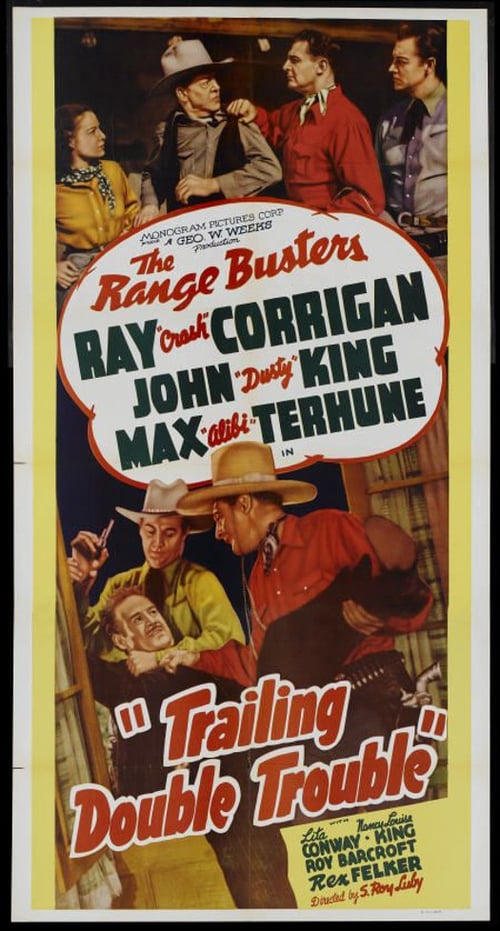 MONOGRAM PICTURES CORP
A GEO. W. WEEKS
Production
The
Range Busters
RAY "Crash" CORRIGAN
JOHN "Dusty" KING
MAX "Alibi" TERHUNE
IN
"Trailing
Double Trouble"
WITH
Lita CONWAY · Nancy Louise KING
ROY BARCROFT
Rex FELKER
Directed by S. Roy Luby